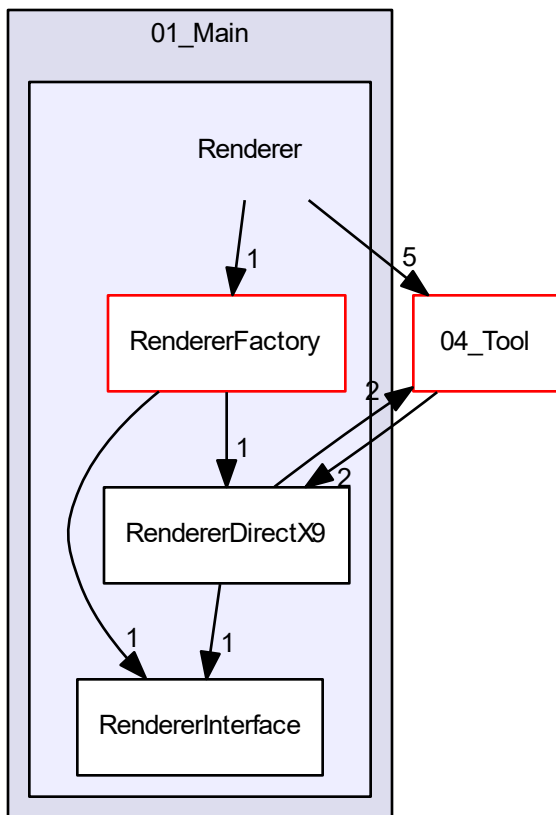 01_Main
Renderer
1
5
RendererFactory
04_Tool
2
1
2
RendererDirectX9
1
1
RendererInterface